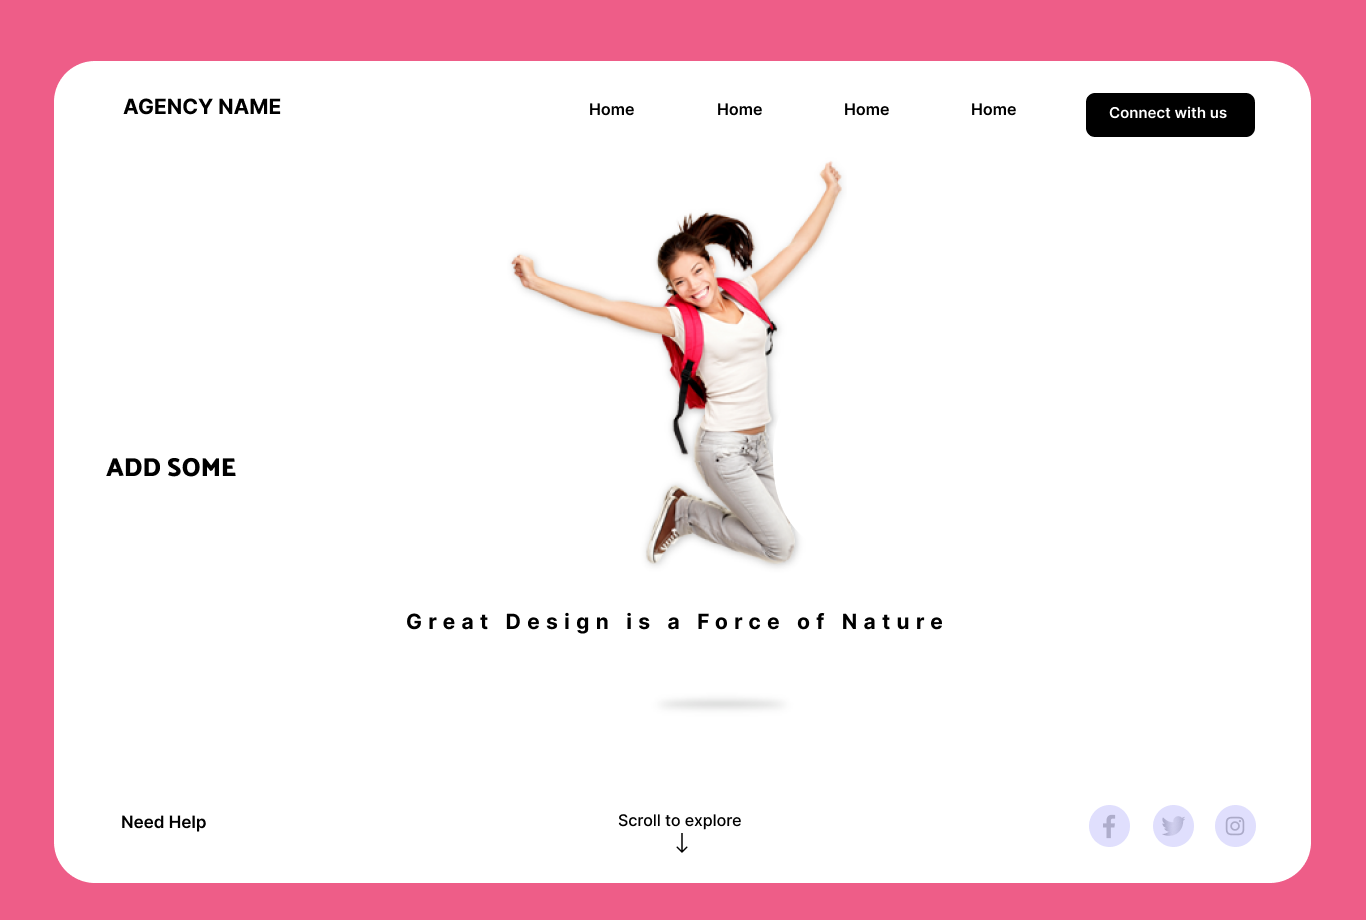 AGENCY NAME
Home
Home
Home
Home
Connect with us
ADD SOME
Great Design is a Force of Nature
Need Help
Scroll to explore